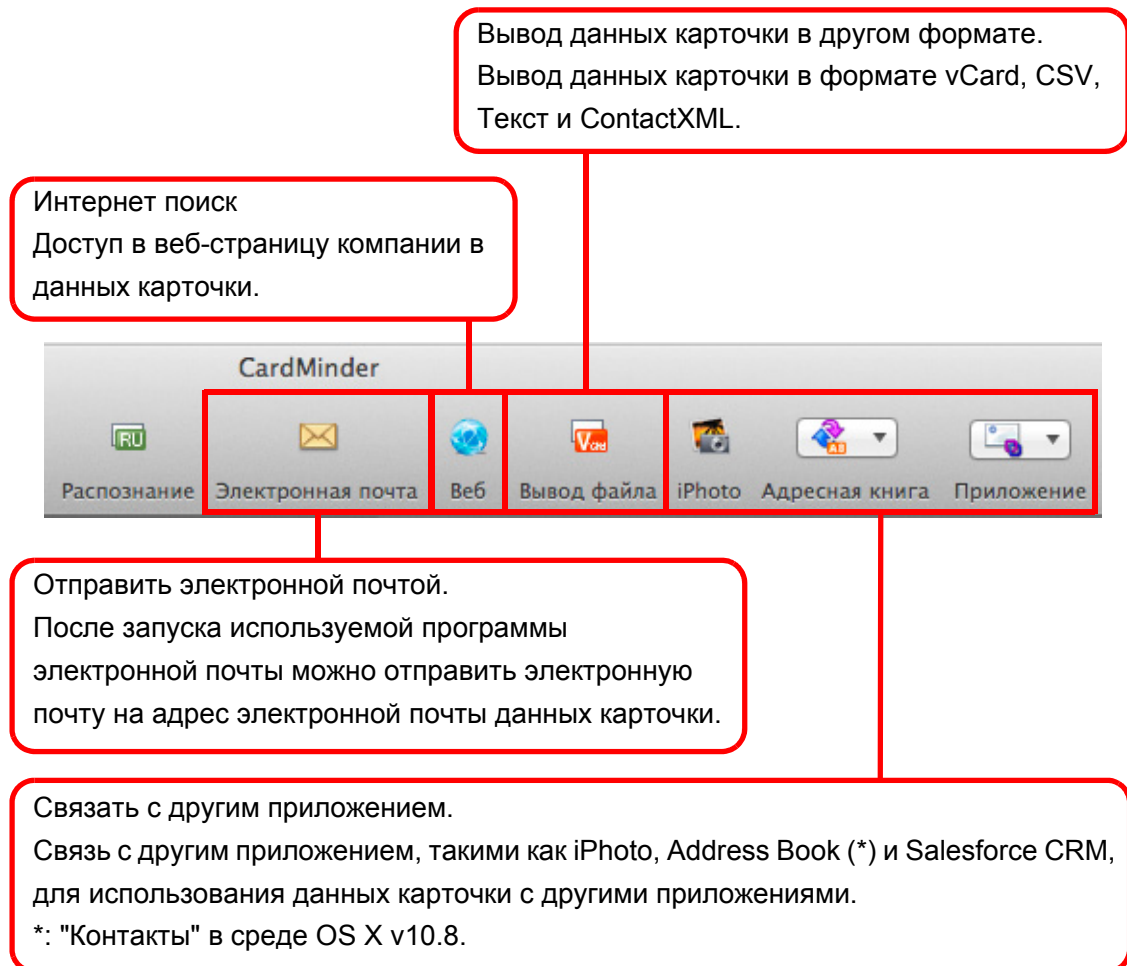 Вывод данных карточки в другом формате.
Вывод данных карточки в формате vCard, CSV,
Текст и ContactXML.
Интернет поиск
Доступ в веб-страницу компании в
данных карточки.
CardMinder
RU
Vcard
AB
Распознание Электронная почта Веб Вывод файла iPhoto Адресная книга Приложение
Отправить электронной почтой.
После запуска используемой программы
электронной почты можно отправить электронную
почту на адрес электронной почты данных карточки.
Связать с другим приложением.
Связь с другим приложением, такими как iPhoto, Address Book (*) и Salesforce CRM,
для использования данных карточки с другими приложениями.
*: "Контакты" в среде OS X v10.8.